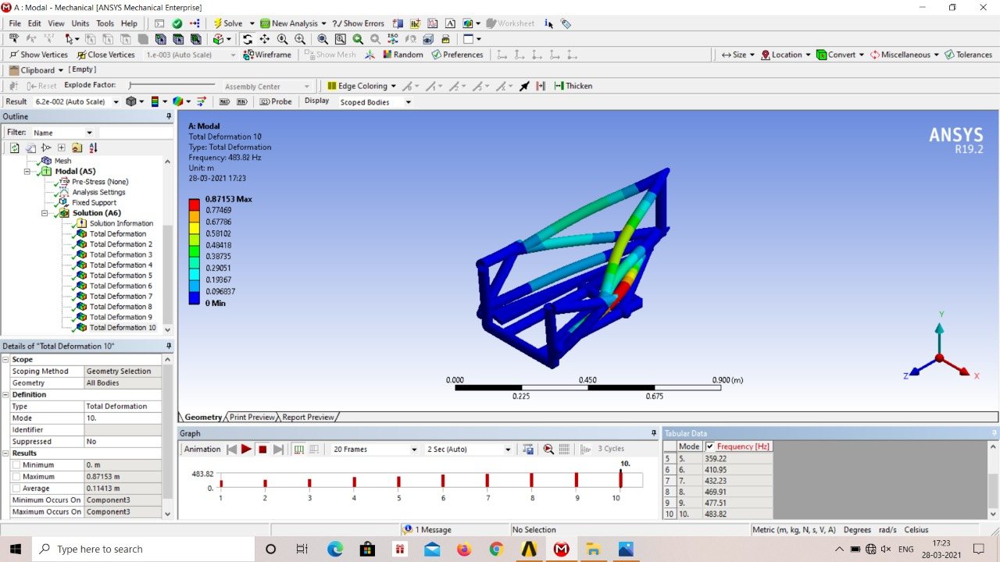 A : Modal - Mechanical [ANSYS Mechanical Enterprise]
File Edit View Units Tools Help Solve New Analysis ?/ Show Errors Worksheet
Show Vertices Close Vertices 1.e-003 (Auto Scale) Wireframe Show Mesh Random Preferences Size Location Convert Miscellaneous Tolerances
Clipboard [ Empty ]
Reset Explode Factor: Assembly Center Edge Coloring Thicken
Result 6.2e-002 (Auto Scale) Probe Display Scoped Bodies
Outline
Filter: Name
Mesh
Modal (A5)
Pre-Stress (None)
Analysis Settings
Fixed Support
Solution (A6)
Solution Information
Total Deformation
Total Deformation 2
Total Deformation 3
Total Deformation 4
Total Deformation 5
Total Deformation 6
Total Deformation 7
Total Deformation 8
Total Deformation 9
Total Deformation 10
Details of "Total Deformation 10"
Scope
Scoping Method Geometry Selection
Geometry All Bodies
Definition
Type Total Deformation
Mode 10.
Identifier
Suppressed No
Results
Minimum 0. m
Maximum 0.87153 m
Average 0.11413 m
Minimum Occurs On Component3
Maximum Occurs On Component3
A: Modal
Total Deformation 10
Type: Total Deformation
Frequency: 483.82 Hz
Unit: m
28-03-2021 17:23
0.87153 Max
0.77469
0.67786
0.58102
0.48418
0.38735
0.29051
0.19367
0.096837
0 Min
ANSYS
R19.2
Y
Z
X
0.000 0.450 0.900 (m)
0.225 0.675
Geometry Print Preview Report Preview
Graph
Animation 20 Frames 2 Sec (Auto) 3 Cycles
10.
483.82
0.
1 2 3 4 5 6 7 8 9 10
Tabular Data
Mode Frequency [Hz]
5 5. 359.22
6 6. 410.95
7 7. 432.23
8 8. 469.91
9 9. 477.51
10 10. 483.82
1 Message No Selection Metric (m, kg, N, s, V, A) Degrees rad/s Celsius
Type here to search
ENG
17:23
28-03-2021